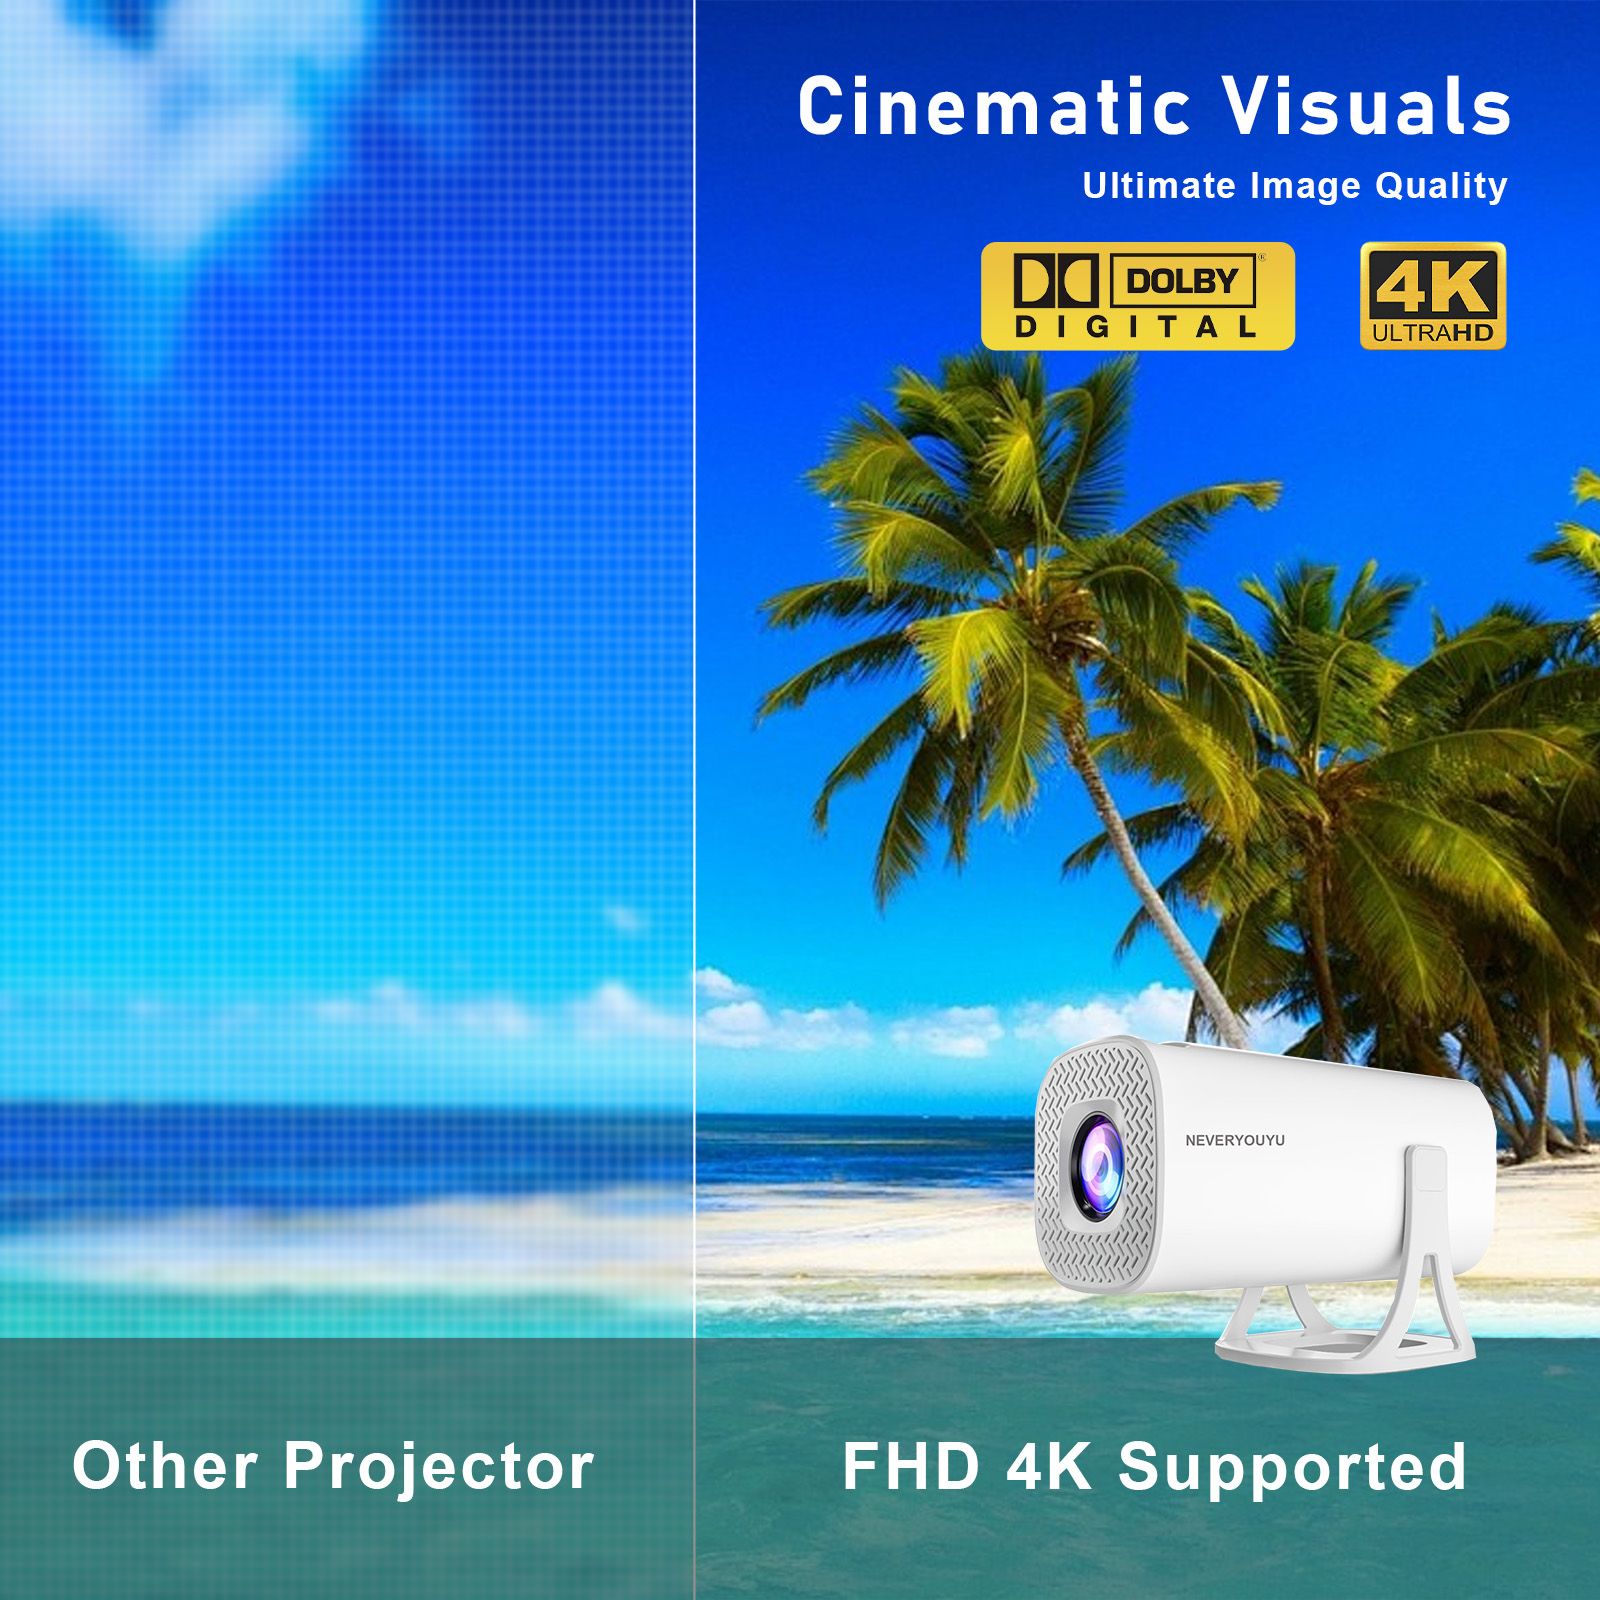 Cinematic Visuals
Ultimate Image Quality
DOLBY®
DIGITAL
4K
ULTRAHD
NEVERYOUYU
Other Projector
FHD 4K Supported